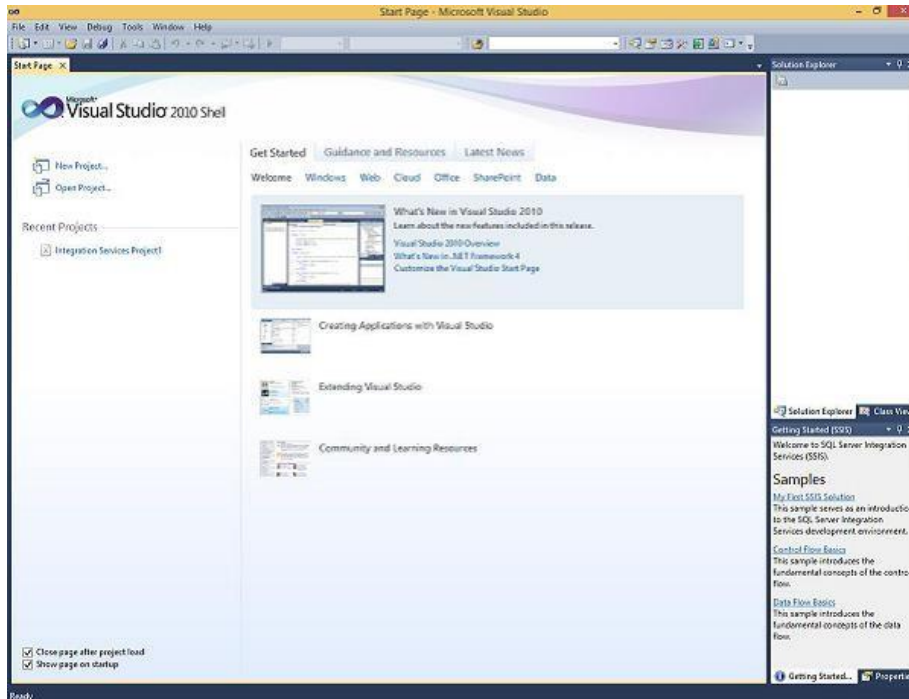 Start Page - Microsoft Visual Studio
File Edit View Debug Tools Window Help
Start Page
Solution Explorer
Microsoft
Visual Studio 2010 Shell
New Project...
Open Project...
Recent Projects
Integration Services Project1
Get Started Guidance and Resources Latest News
Welcome Windows Web Cloud Office SharePoint Data
What's New in Visual Studio 2010
Learn about the new features included in this release.
Visual Studio 2010 Overview
What's New in .NET Framework 4
Customize the Visual Studio Start Page
Creating Applications with Visual Studio
Extending Visual Studio
Community and Learning Resources
Close page after project load
Show page on startup
Solution Explorer Class View
Getting Started (SSIS)
Welcome to SQL Server Integration
Services (SSIS).
Samples
My First SSIS Solution
This sample serves as an introductio
to the SQL Server Integration
Services development environment.
Control Flow Basics
This sample introduces the
fundamental concepts of the contro
flow.
Data Flow Basics
This sample introduces the
fundamental concepts of the data
flow.
Getting Started... Propertie
Ready